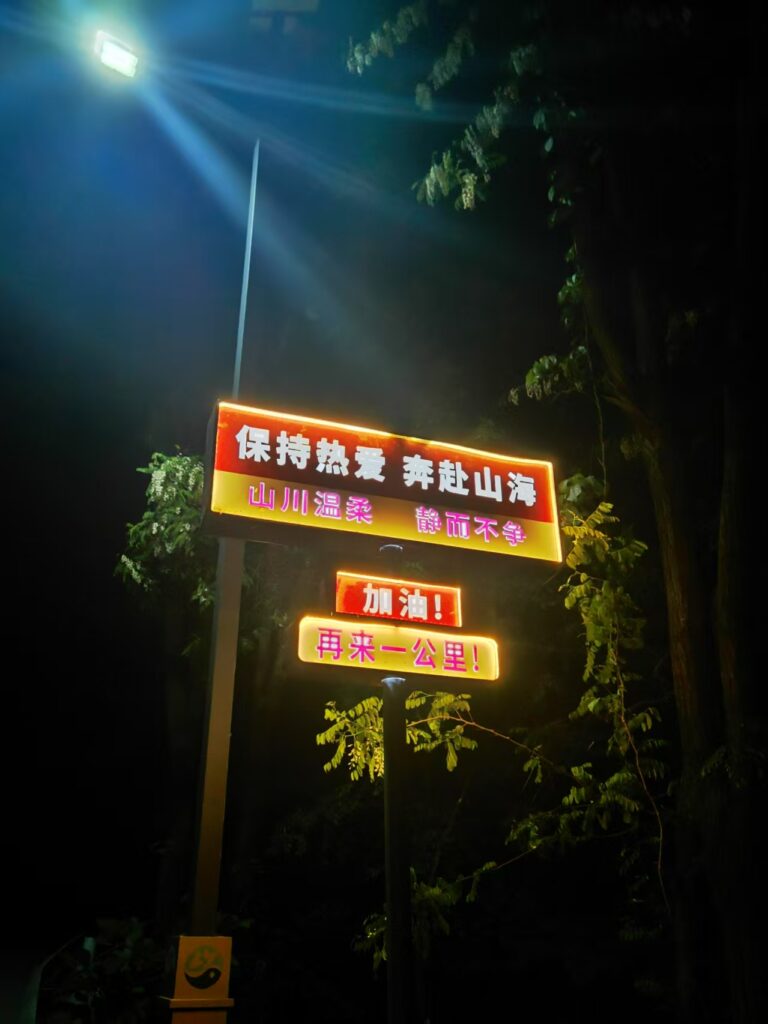 保持热爱 奔赴山海
山川温柔 静而不争
加油!
再来一公里!